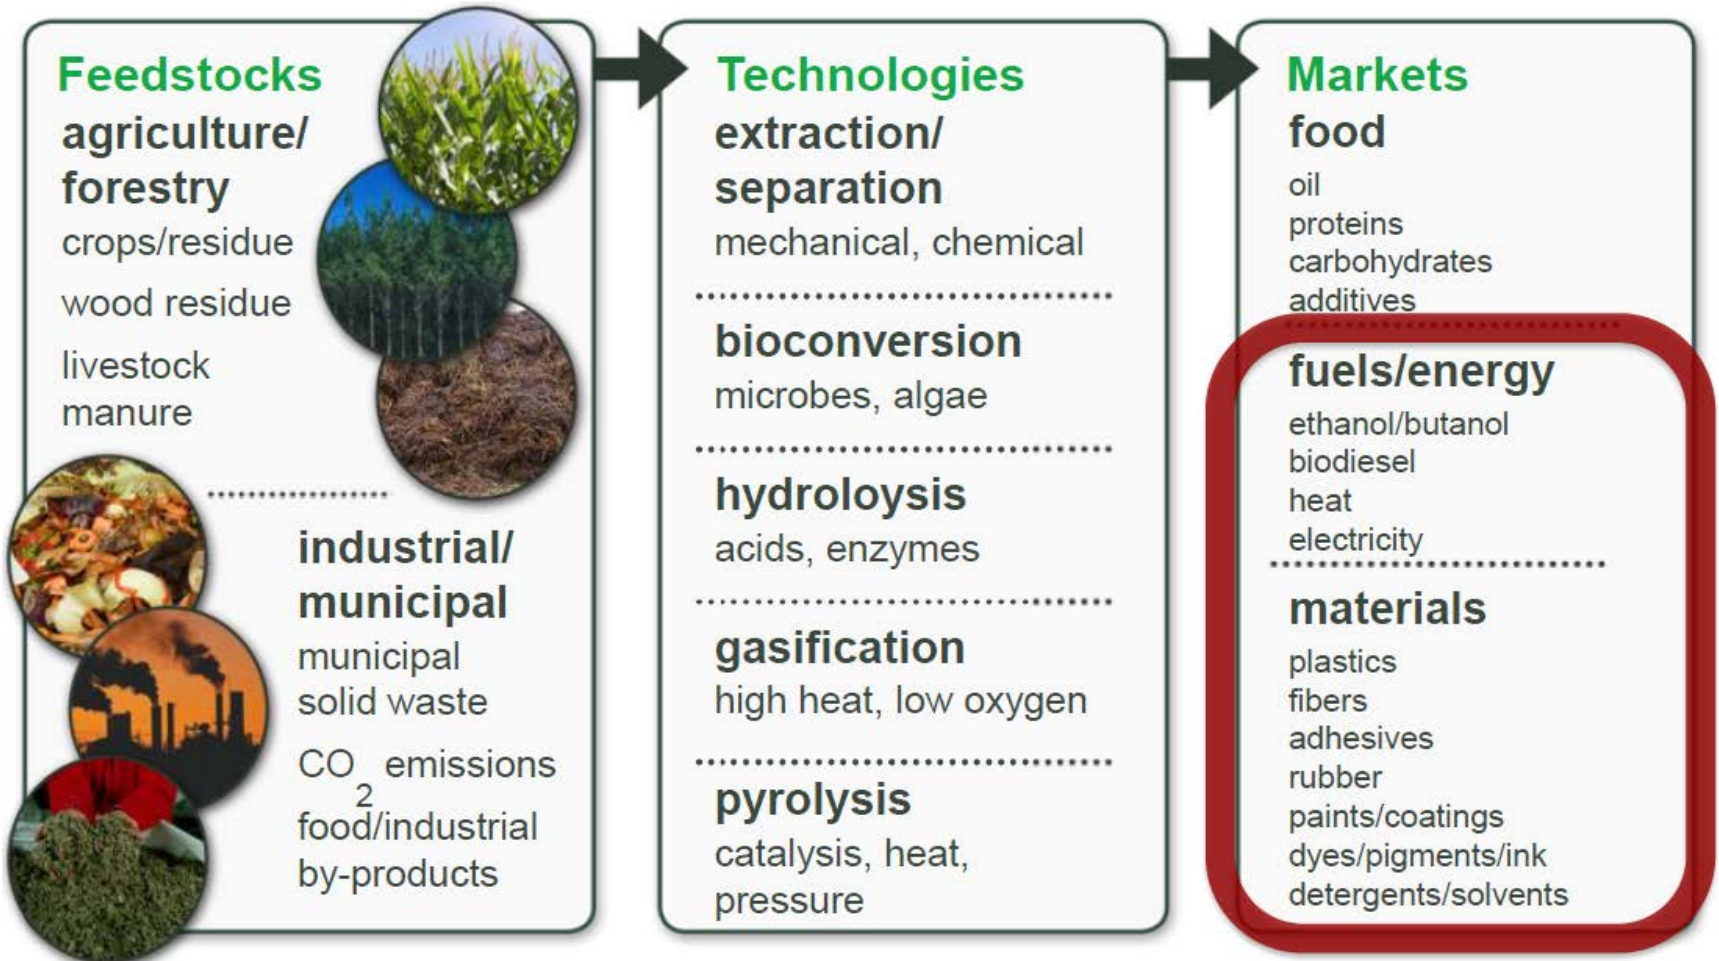 Feedstocks
agriculture/
forestry
crops/residue
wood residue
livestock
manure
industrial/
municipal
municipal
solid waste
CO2 emissions
food/industrial
by-products
Technologies
extraction/
separation
mechanical, chemical
bioconversion
microbes, algae
hydroloysis
acids, enzymes
gasification
high heat, low oxygen
pyrolysis
catalysis, heat,
pressure
Markets
food
oil
proteins
carbohydrates
additives
fuels/energy
ethanol/butanol
biodiesel
heat
electricity
materials
plastics
fibers
adhesives
rubber
paints/coatings
dyes/pigments/ink
detergents/solvents